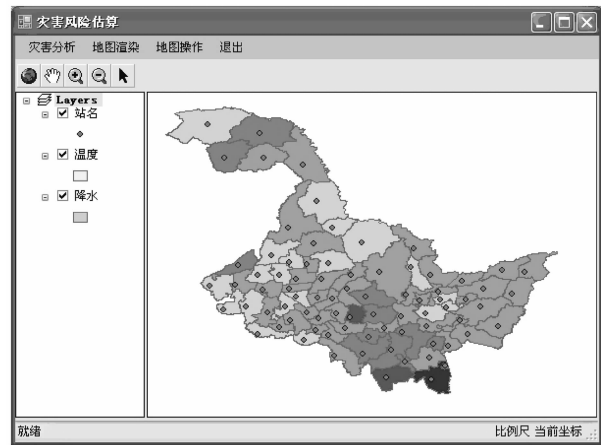 灾害风险估算
灾害分析 地图渲染 地图操作 退出
Layers
站名
温度
降水
就绪 比例尺 当前坐标